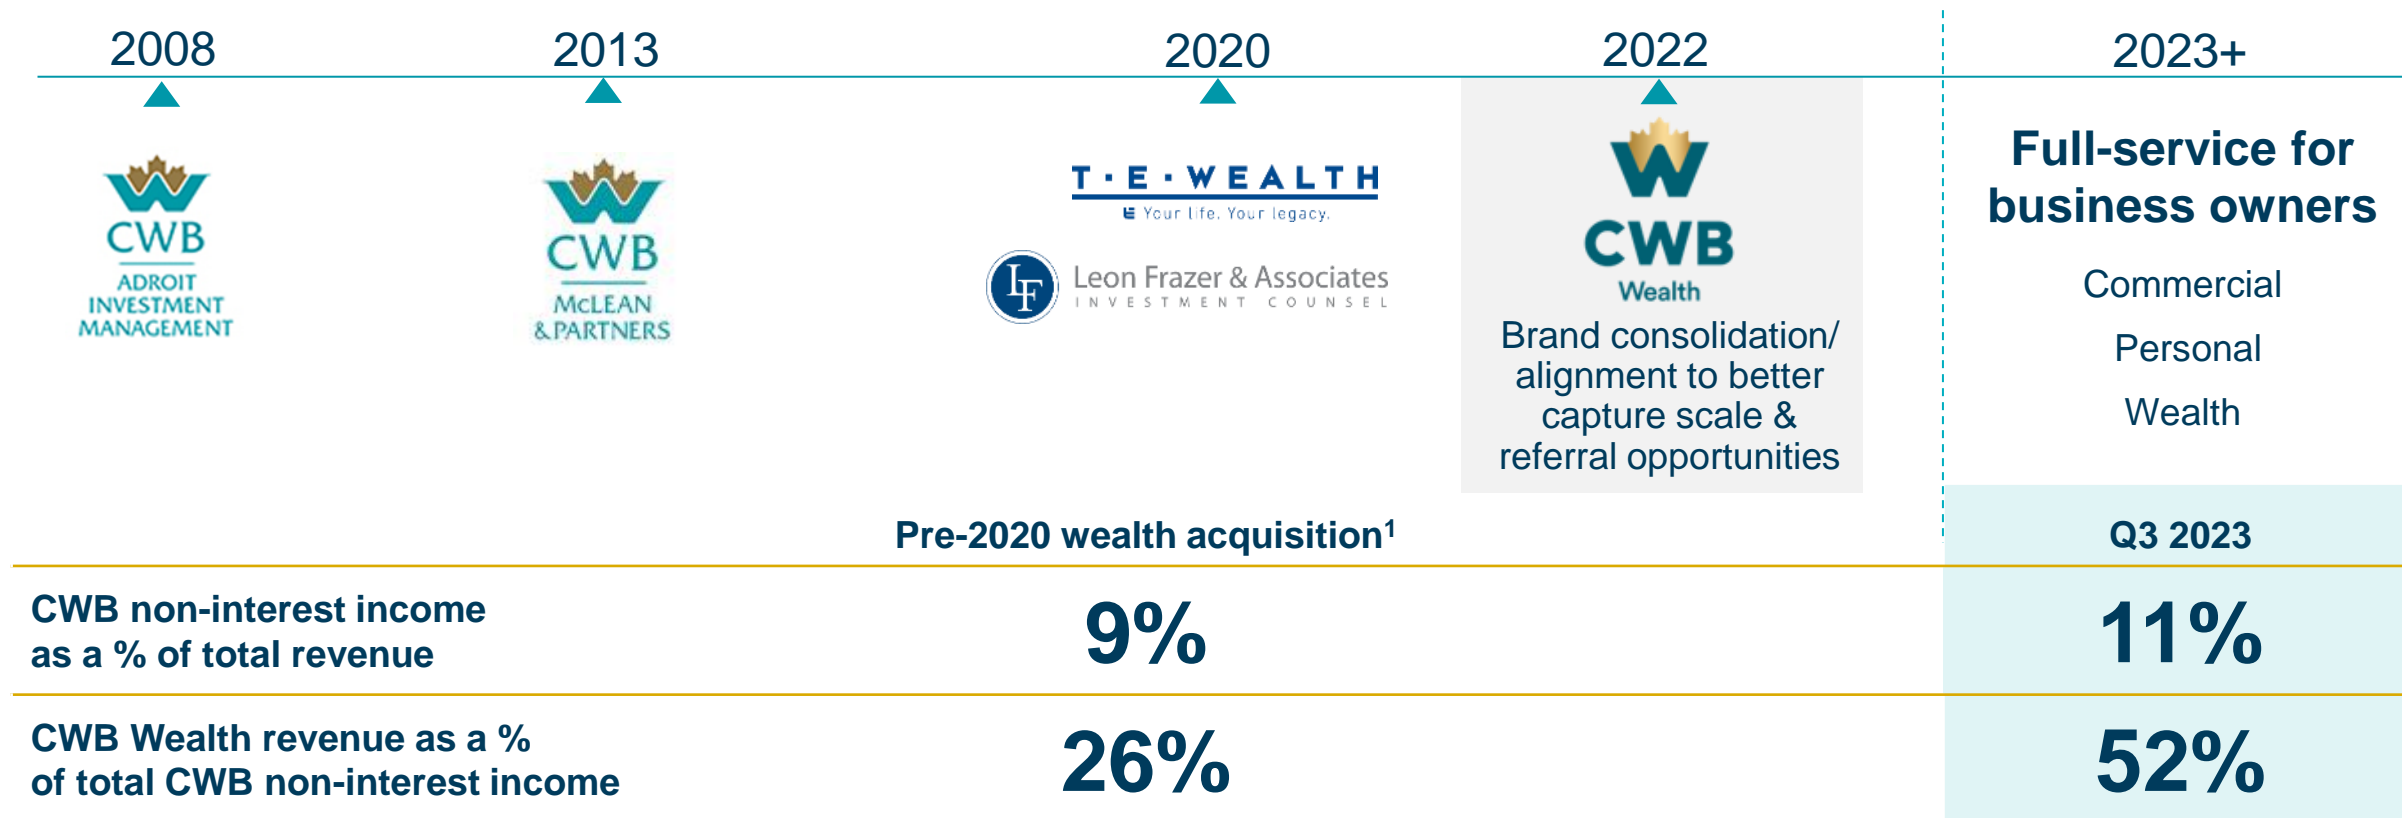 2008
2013
2020
2022
2023+
CWB
ADROIT
INVESTMENT
MANAGEMENT
CWB
McLEAN
& PARTNERS
T·E·WEALTH
Your life. Your legacy.
LF
Leon Frazer & Associates
INVESTMENT COUNSEL
CWB
Wealth
Brand consolidation/
alignment to better
capture scale &
referral opportunities
Full-service for
business owners
Commercial
Personal
Wealth
Pre-2020 wealth acquisition¹
Q3 2023
CWB non-interest income
as a % of total revenue
9%
11%
CWB Wealth revenue as a %
of total CWB non-interest income
26%
52%